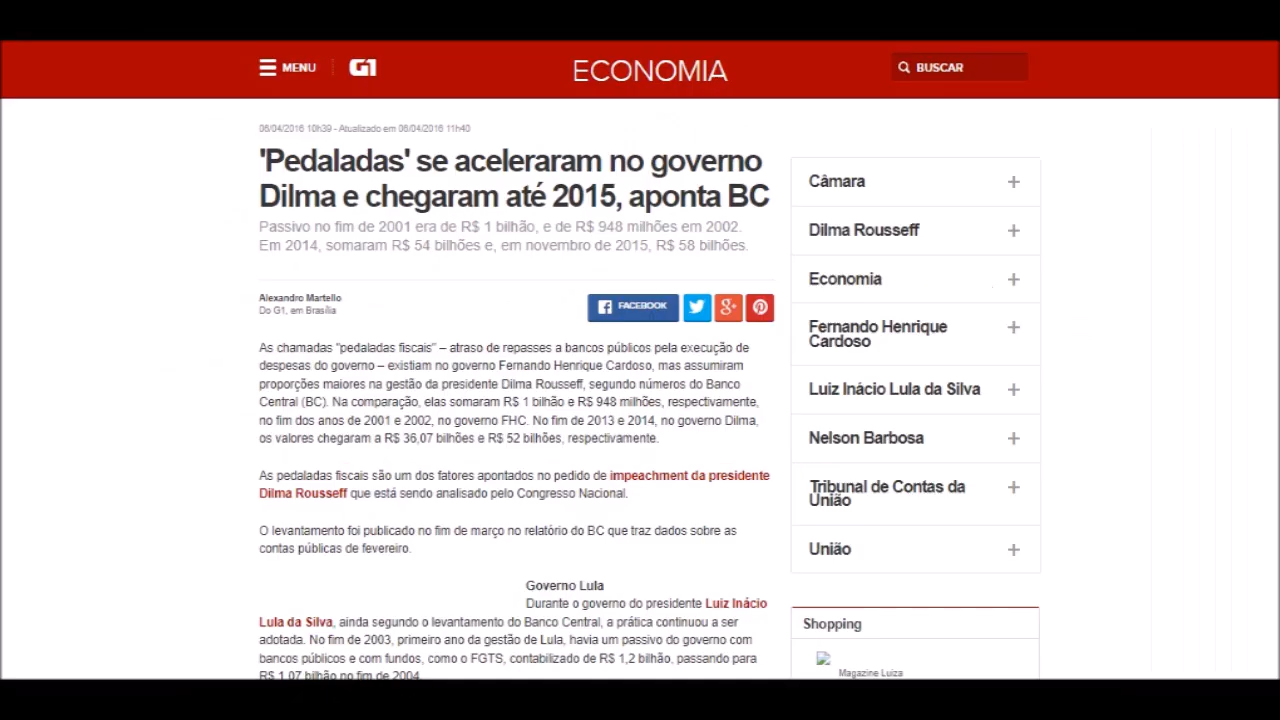 MENU
G1
ECONOMIA
BUSCAR
06/04/2016 10h39 - Atualizado em 06/04/2016 11h40
'Pedaladas' se aceleraram no governo
Dilma e chegaram até 2015, aponta BC
Passivo no fim de 2001 era de R$ 1 bilhão, e de R$ 948 milhões em 2002.
Em 2014, somaram R$ 54 bilhões e, em novembro de 2015, R$ 58 bilhões.
Alexandro Martello
Do G1, em Brasília
FACEBOOK
As chamadas "pedaladas fiscais" – atraso de repasses a bancos públicos pela execução de
despesas do governo – existiam no governo Fernando Henrique Cardoso, mas assumiram
proporções maiores na gestão da presidente Dilma Rousseff, segundo números do Banco
Central (BC). Na comparação, elas somaram R$ 1 bilhão e R$ 948 milhões, respectivamente,
no fim dos anos de 2001 e 2002, no governo FHC. No fim de 2013 e 2014, no governo Dilma,
os valores chegaram a R$ 36,07 bilhões e R$ 52 bilhões, respectivamente.
As pedaladas fiscais são um dos fatores apontados no pedido de impeachment da presidente
Dilma Rousseff que está sendo analisado pelo Congresso Nacional.
O levantamento foi publicado no fim de março no relatório do BC que traz dados sobre as
contas públicas de fevereiro.
Governo Lula
Durante o governo do presidente Luiz Inácio
Lula da Silva, ainda segundo o levantamento do Banco Central, a prática continuou a ser
adotada. No fim de 2003, primeiro ano da gestão de Lula, havia um passivo do governo com
bancos públicos e com fundos, como o FGTS, contabilizado de R$ 1,2 bilhão, passando para
R$ 1,07 bilhão no fim de 2004.
Câmara +
Dilma Rousseff +
Economia +
Fernando Henrique +
Cardoso
Luiz Inácio Lula da Silva +
Nelson Barbosa +
Tribunal de Contas da +
União
União +
Shopping
Magazine Luiza